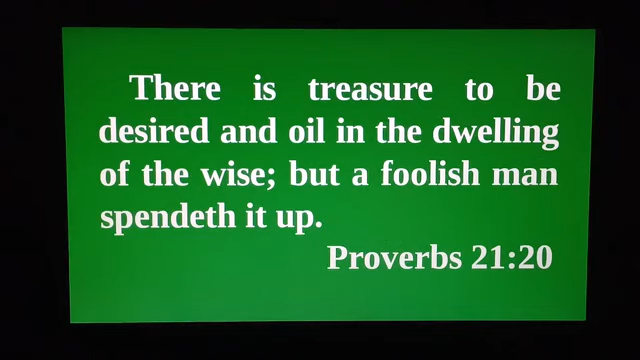 There is treasure to be
desired and oil in the dwelling
of the wise; but a foolish man
spendeth it up.
Proverbs 21:20